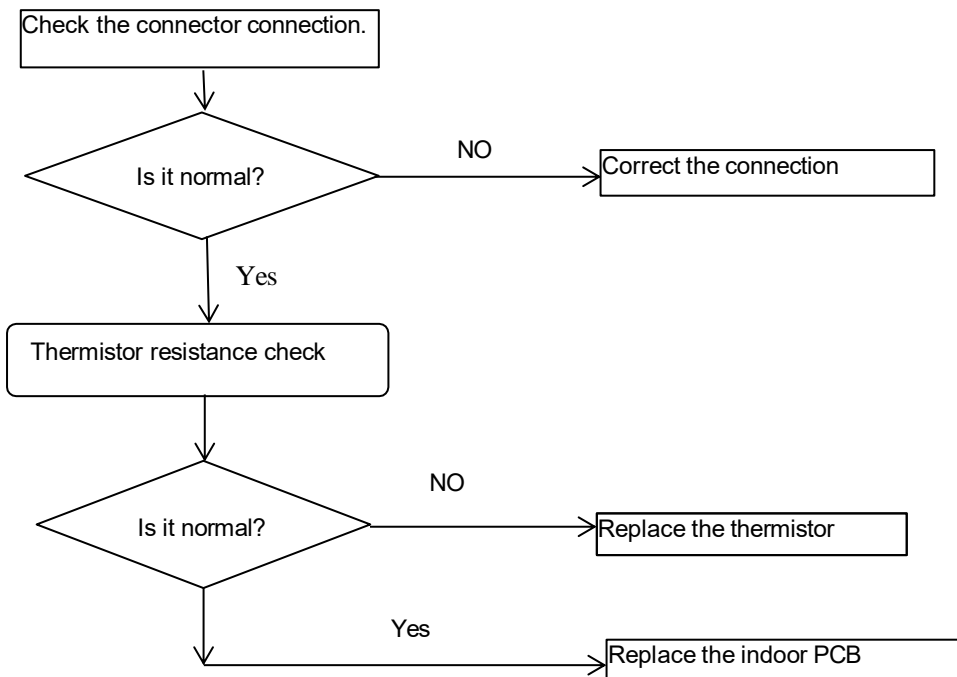 Check the connector connection.
NO
Is it normal?
Correct the connection
Yes
Thermistor resistance check
NO
Is it normal?
Replace the thermistor
Yes
Replace the indoor PCB